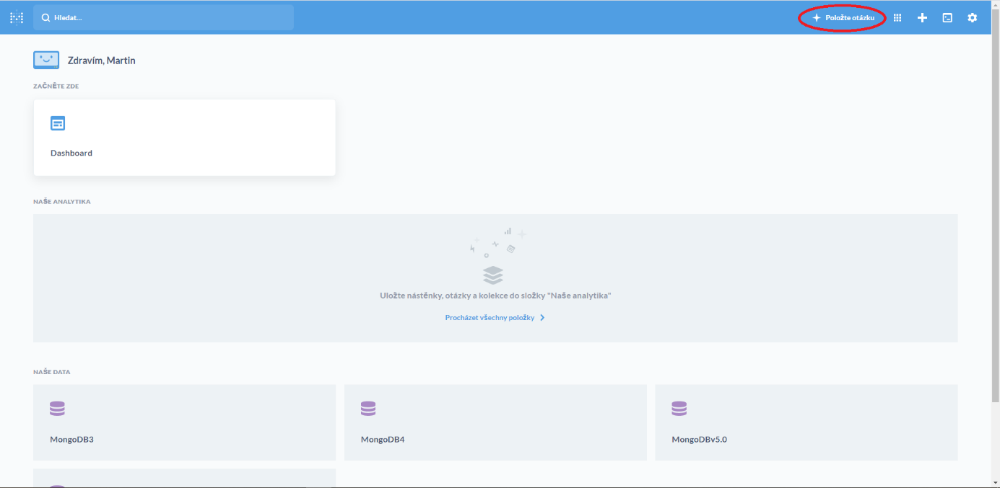 Hledat...
Položte otázku
Zdravím, Martin
ZAČNĚTE ZDE
Dashboard
NAŠE ANALYTIKA
Uložte nástěnky, otázky a kolekce do složky "Naše analytika"
Procházet všechny položky
NAŠE DATA
MongoDB3
MongoDB4
MongoDBv5.0